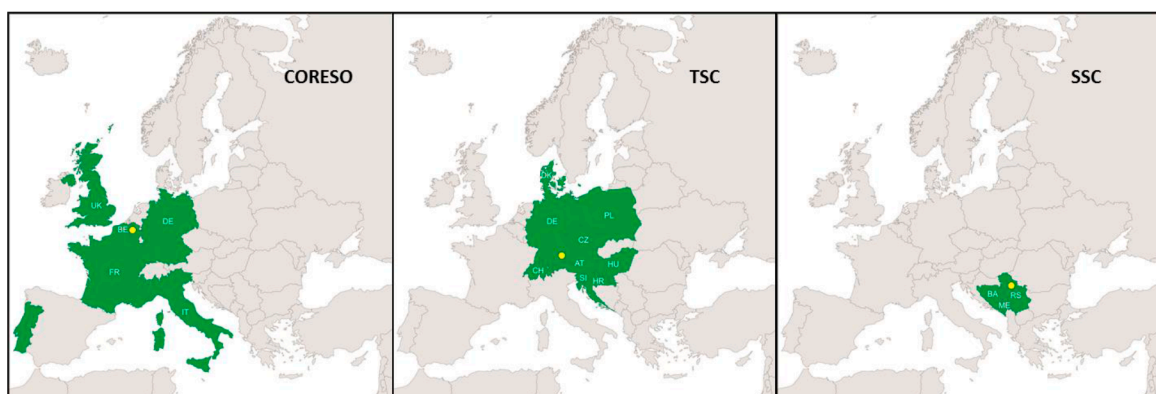 CORESO
UK
BE
DE
FR
IT
TSC
DK
DE
PL
CZ
AT
CH
HU
SI
HR
SSC
BA
RS
ME